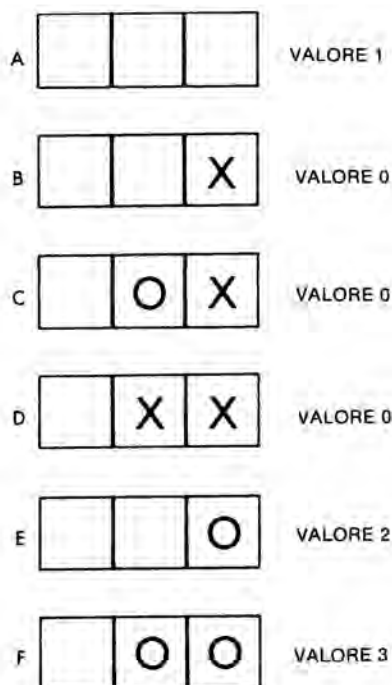 A VALORE 1
B X VALORE 0
C O X VALORE 0
D X X VALORE 0
E O VALORE 2
F O O VALORE 3